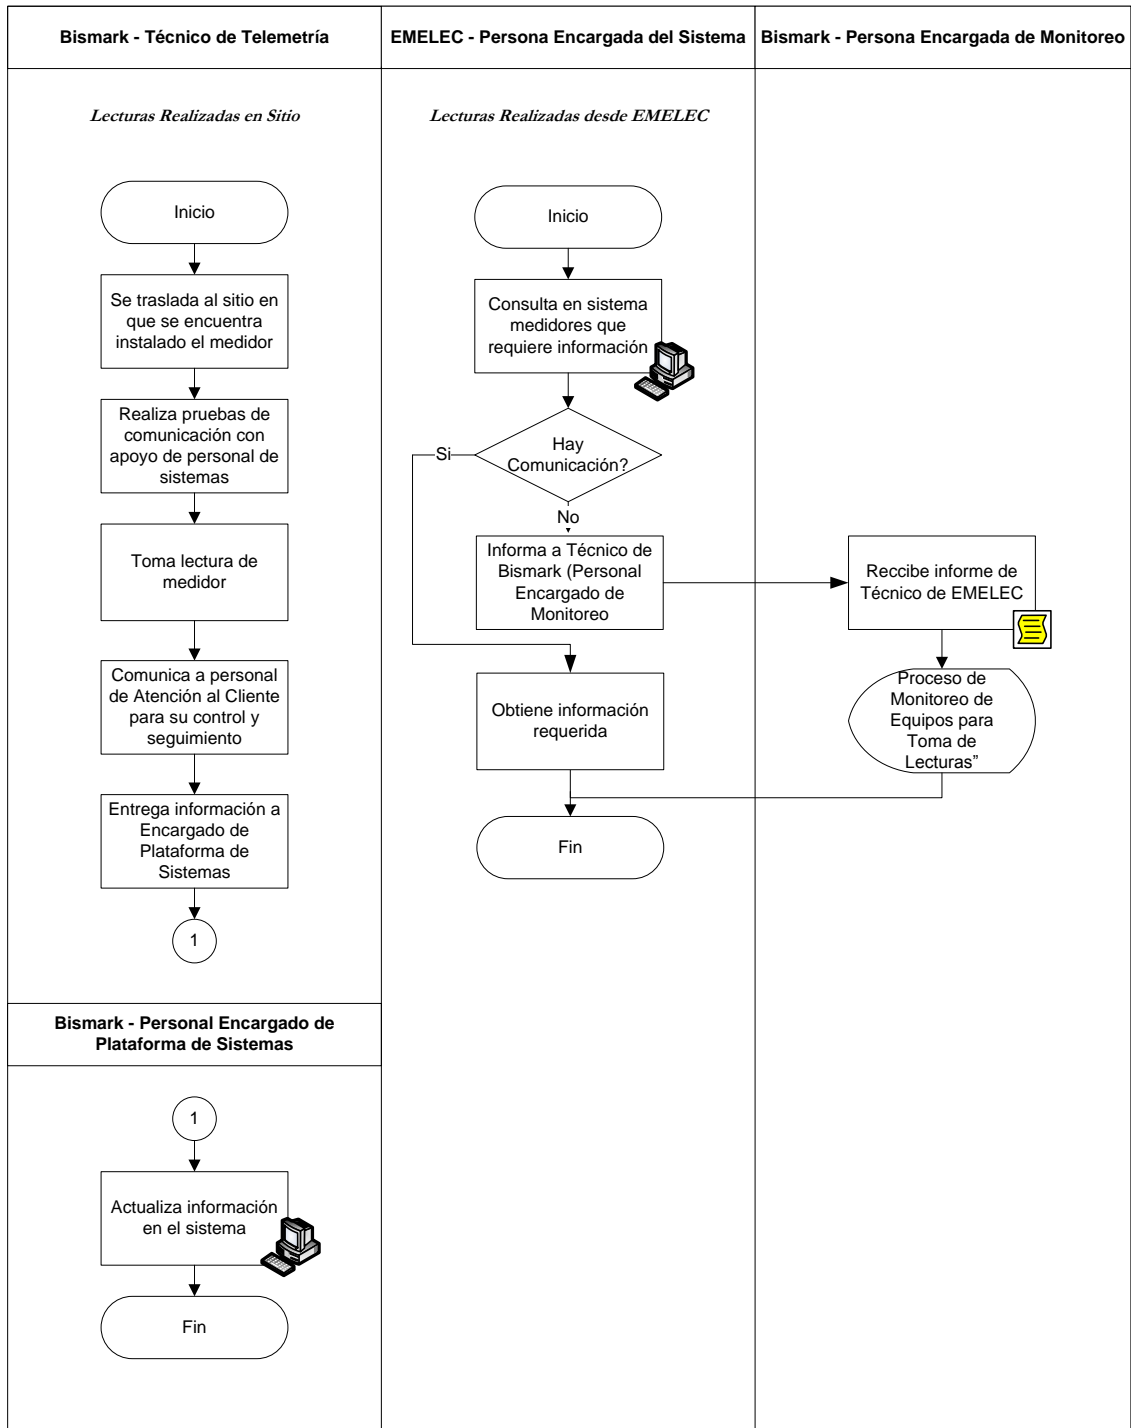 Bismark - Técnico de Telemetría
EMELEC - Persona Encargada del Sistema
Bismark - Persona Encargada de Monitoreo
Lecturas Realizadas en Sitio
Inicio
Se traslada al sitio en
que se encuentra
instalado el medidor
Realiza pruebas de
comunicación con
apoyo de personal de
sistemas
Toma lectura de
medidor
Comunica a personal
de Atención al Cliente
para su control y
seguimiento
Entrega información a
Encargado de
Plataforma de
Sistemas
1
Bismark - Personal Encargado de
Plataforma de Sistemas
1
Actualiza información
en el sistema
Fin
Lecturas Realizadas desde EMELEC
Inicio
Consulta en sistema
medidores que
requiere información
Hay
Comunicación?
Si
No
Informa a Técnico de
Bismark (Personal
Encargado de
Monitoreo
Obtiene información
requerida
Fin
Reccibe informe de
Técnico de EMELEC
Proceso de
Monitoreo de
Equipos para
Toma de
Lecturas”